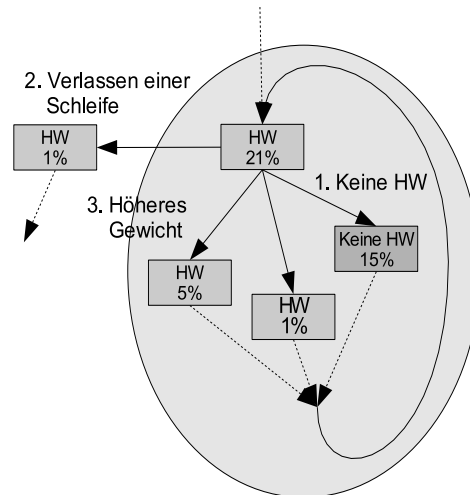 2. Verlassen einer
Schleife
HW
1%
HW
21%
1. Keine HW
3. Höheres
Gewicht
Keine HW
15%
HW
5%
HW
1%